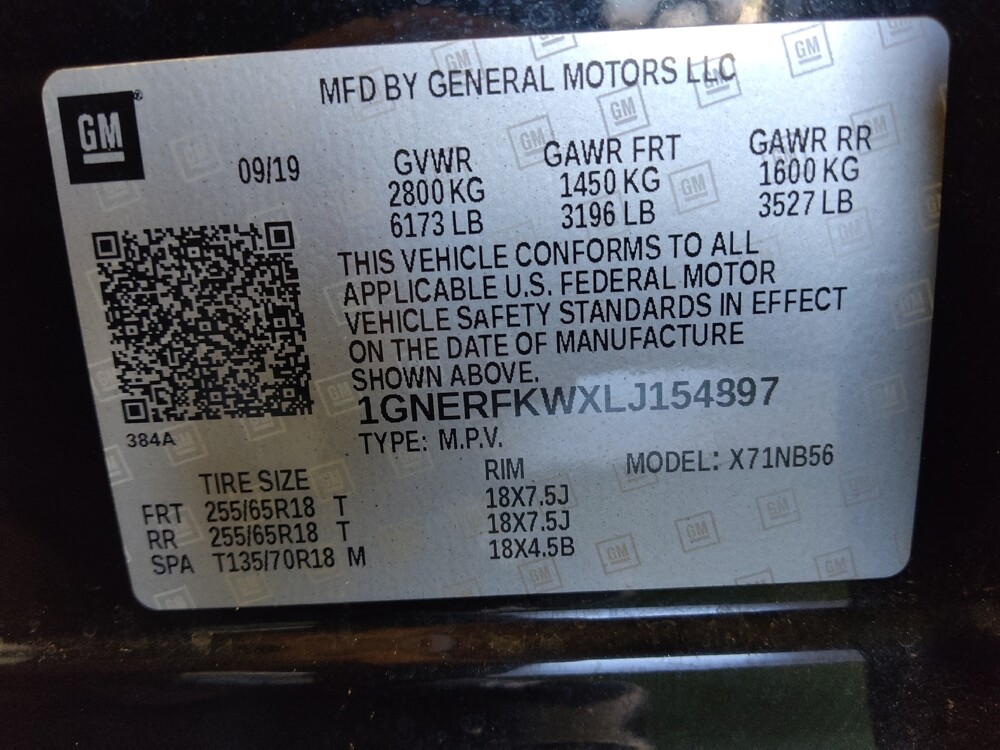 MFD BY GENERAL MOTORS LLC
GM
09/19
GVWR GAWR FRT GAWR RR
2800 KG 1450 KG 1600 KG
6173 LB 3196 LB 3527 LB
THIS VEHICLE CONFORMS TO ALL
APPLICABLE U.S. FEDERAL MOTOR
VEHICLE SAFETY STANDARDS IN EFFECT
ON THE DATE OF MANUFACTURE
SHOWN ABOVE.
1GNERFKWXLJ154897
384A
TYPE: M.P.V. MODEL: X71NB56
TIRE SIZE RIM
FRT 255/65R18 T 18X7.5J
RR 255/65R18 T 18X7.5J
SPA T135/70R18 M 18X4.5B